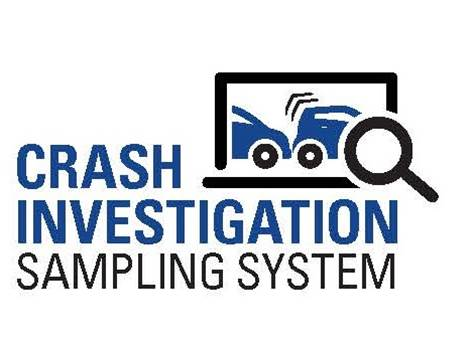 CRASH
INVESTIGATION
SAMPLING SYSTEM